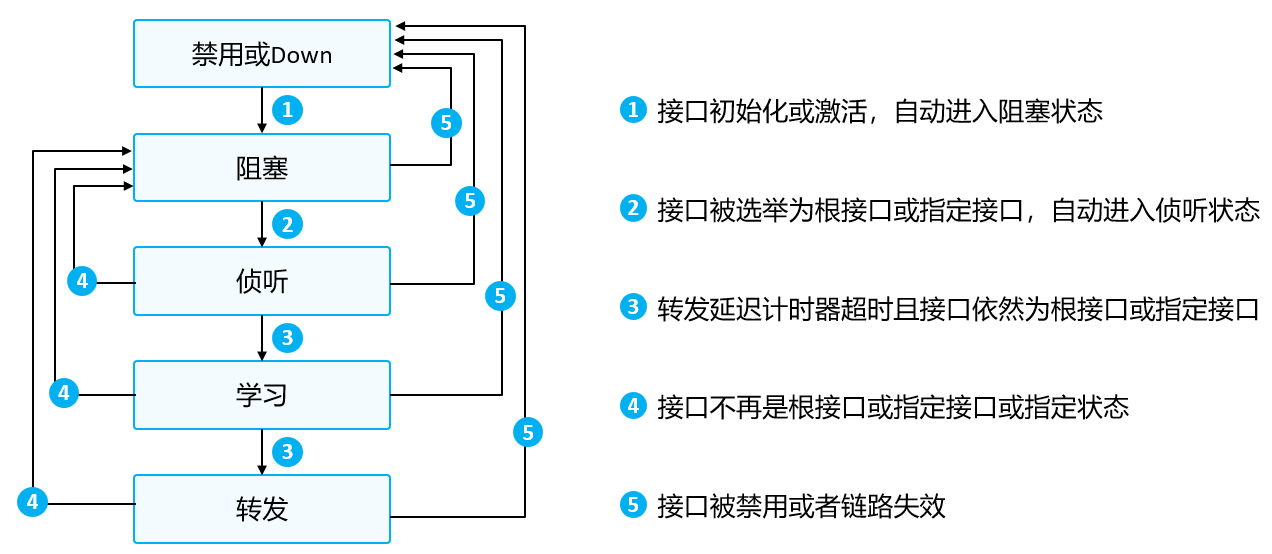 禁用或Down
1
5
阻塞
2
5
侦听
4
3
5
学习
4
3
5
转发
4
1 接口初始化或激活，自动进入阻塞状态
2 接口被选举为根接口或指定接口，自动进入侦听状态
3 转发延迟计时器超时且接口依然为根接口或指定接口
4 接口不再是根接口或指定接口或指定状态
5 接口被禁用或者链路失效